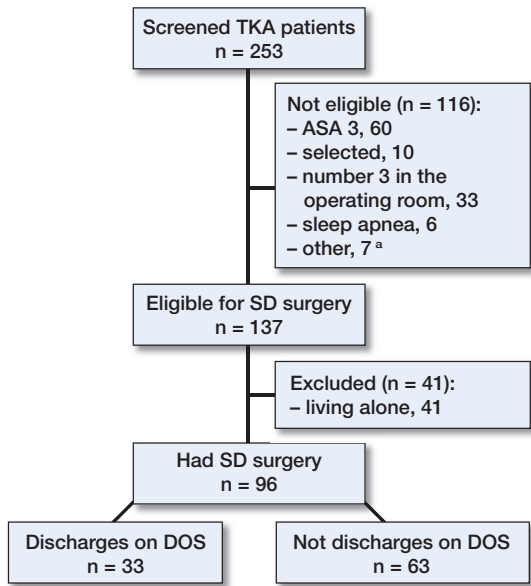 Screened TKA patients
n = 253
Not eligible (n = 116):
– ASA 3, 60
– selected, 10
– number 3 in the
operating room, 33
– sleep apnea, 6
– other, 7 a
Eligible for SD surgery
n = 137
Excluded (n = 41):
– living alone, 41
Had SD surgery
n = 96
Discharges on DOS
n = 33
Not discharges on DOS
n = 63